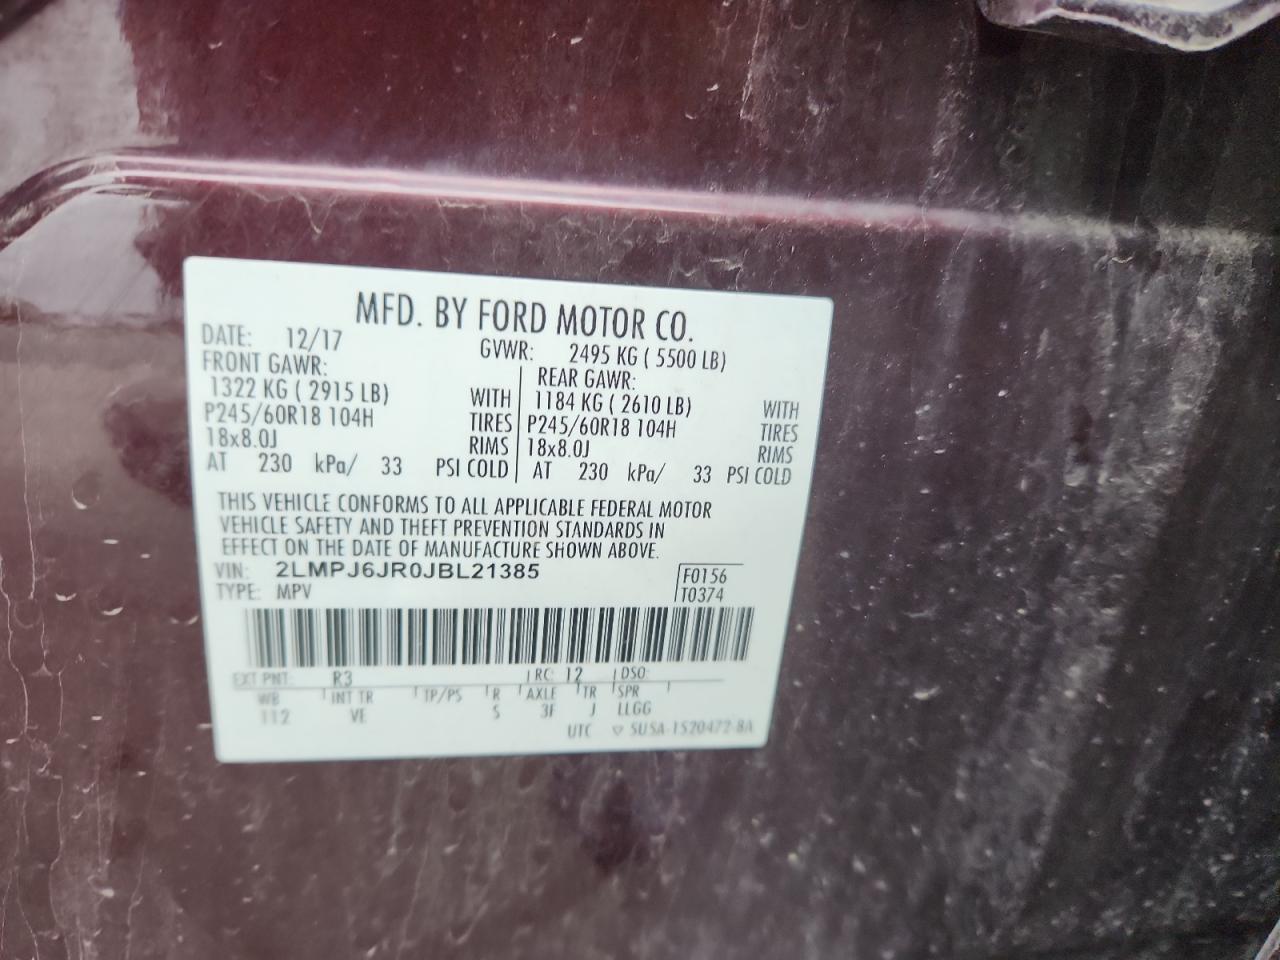 MFD. BY FORD MOTOR CO.
DATE: 12/17 GVWR: 2495 KG ( 5500 LB)
FRONT GAWR: REAR GAWR:
1322 KG ( 2915 LB) WITH 1184 KG ( 2610 LB) WITH
P245/60R18 104H TIRES P245/60R18 104H TIRES
18x8.0J RIMS 18x8.0J RIMS
AT 230 kPa/ 33 PSI COLD AT 230 kPa/ 33 PSI COLD
THIS VEHICLE CONFORMS TO ALL APPLICABLE FEDERAL MOTOR
VEHICLE SAFETY AND THEFT PREVENTION STANDARDS IN
EFFECT ON THE DATE OF MANUFACTURE SHOWN ABOVE.
VIN: 2LMPJ6JR0JBL21385 F0156
TYPE: MPV T0374
EXT PNT: R3 RC: 12 DSO:
WB INT TR TP/PS R AXLE TR SPR
112 VE S 3F J LLGG
UTC ▽ 5USA-1520472-BA